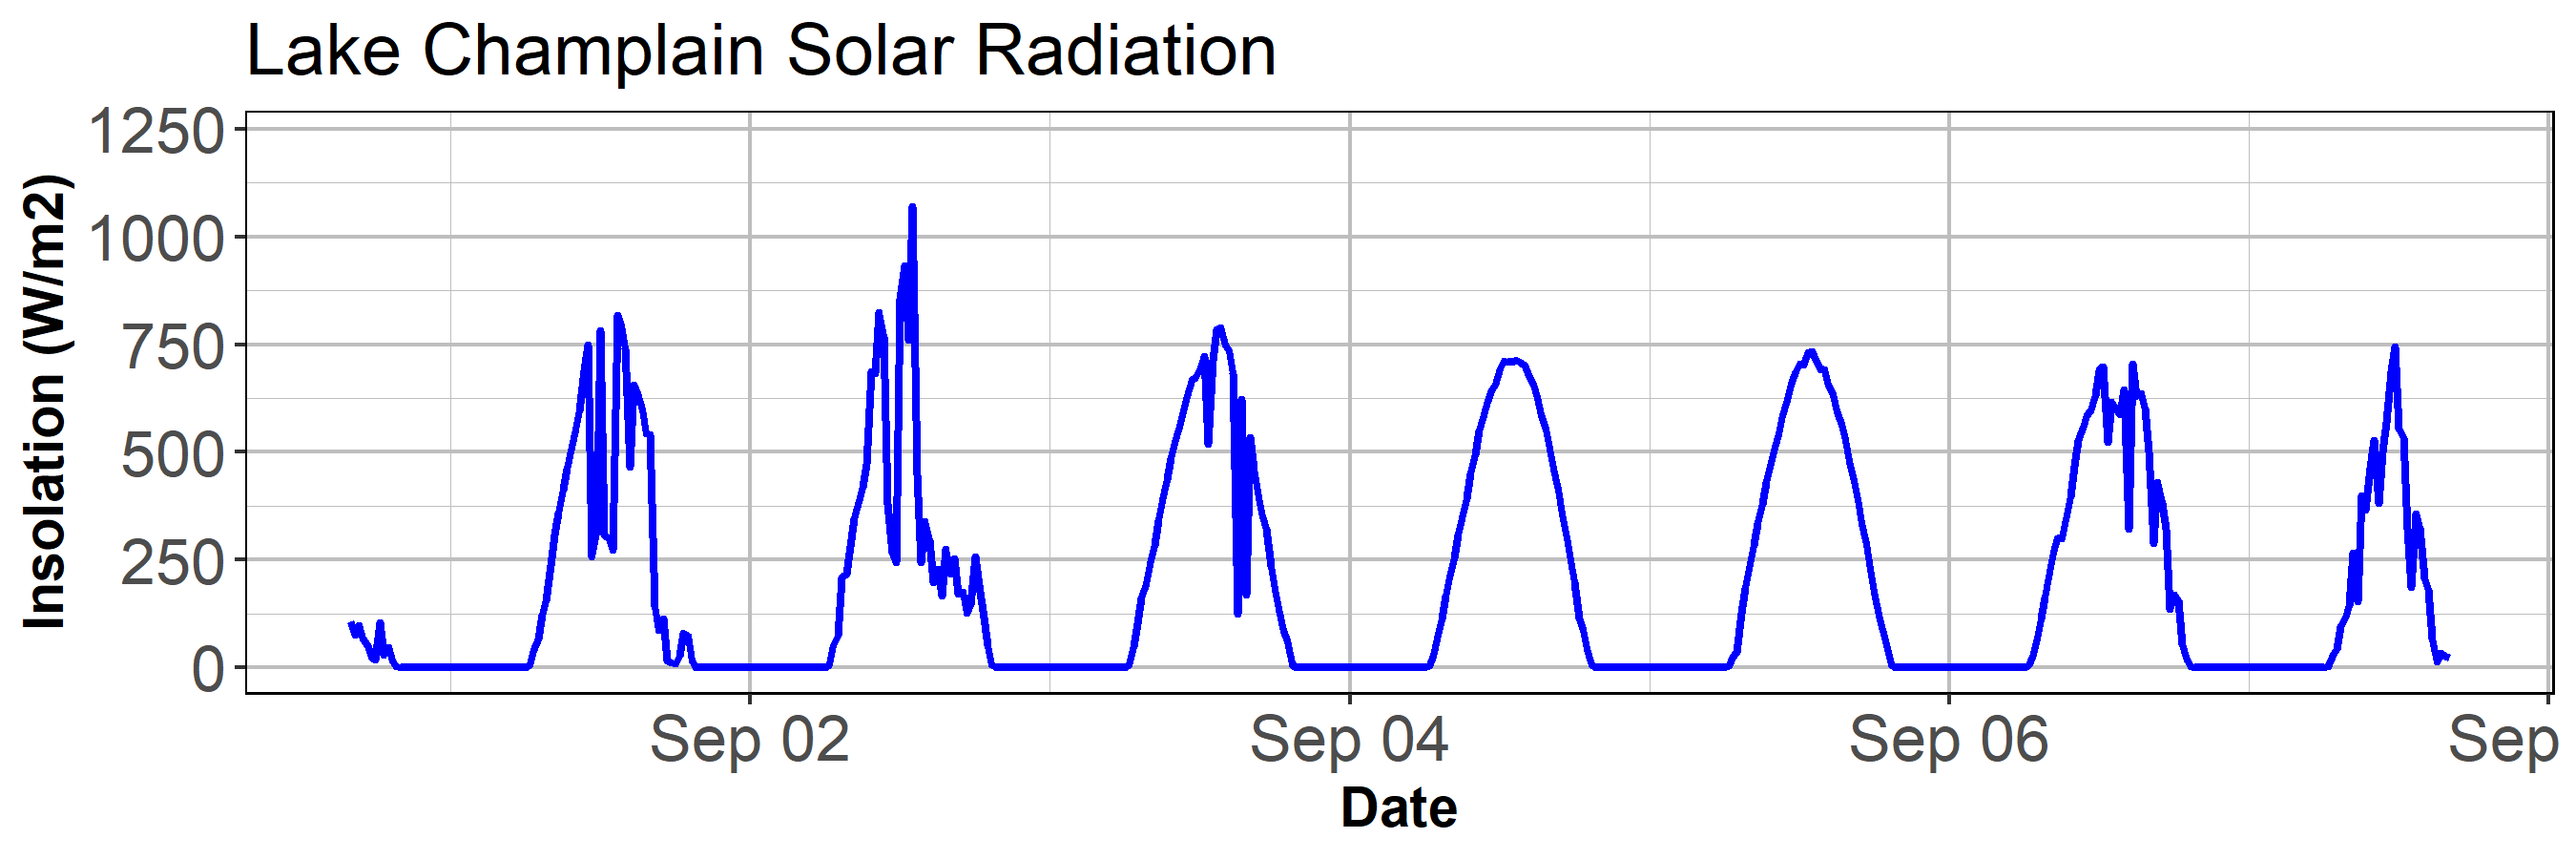 Lake Champlain Solar Radiation
1250
1000
750
500
250
0
Insolation (W/m2)
Sep 02
Sep 04
Sep 06
Sep
Date